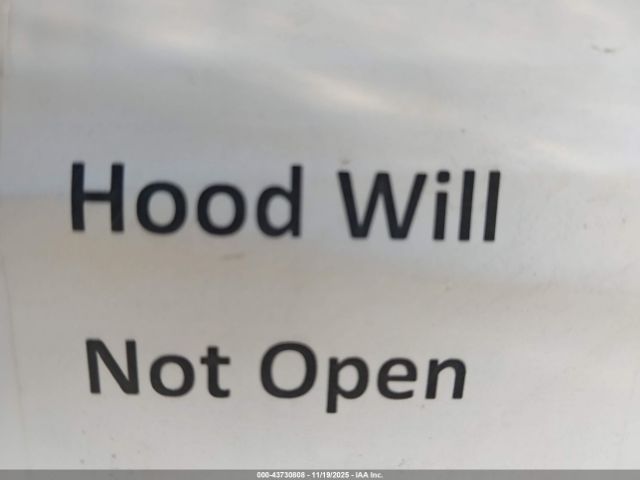 Hood Will
Not Open
000-43730808 - 11/19/2025 - IAA Inc.